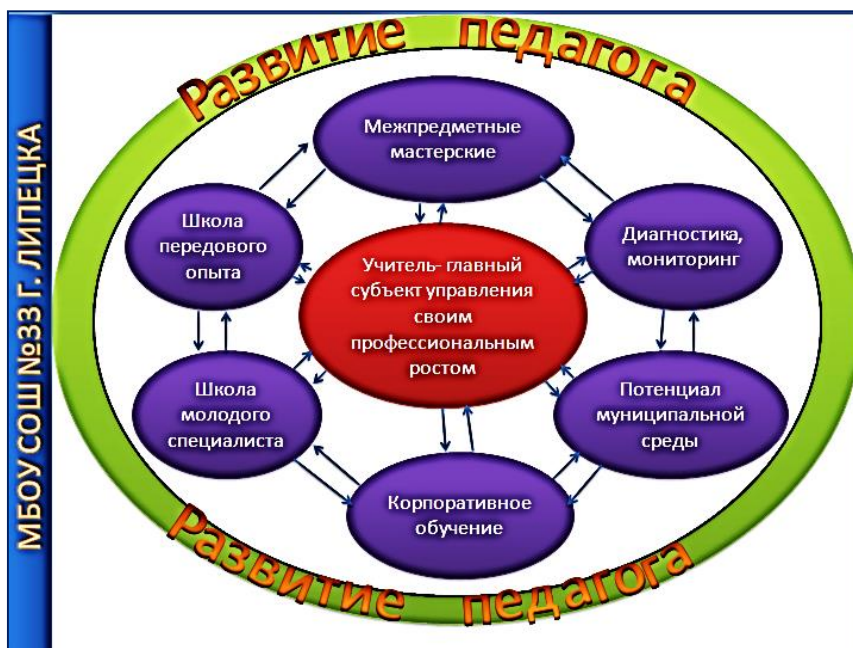 Развитие педагога
МБОУ СОШ №33 Г. ЛИПЕЦКА
Межпредметные
мастерские
Школа
передового
опыта
Диагностика,
мониторинг
Учитель- главный
субъект управления
своим
профессиональным
ростом
Школа
молодого
специалиста
Потенциал
муниципальной
среды
Корпоративное
обучение
Развитие педагога